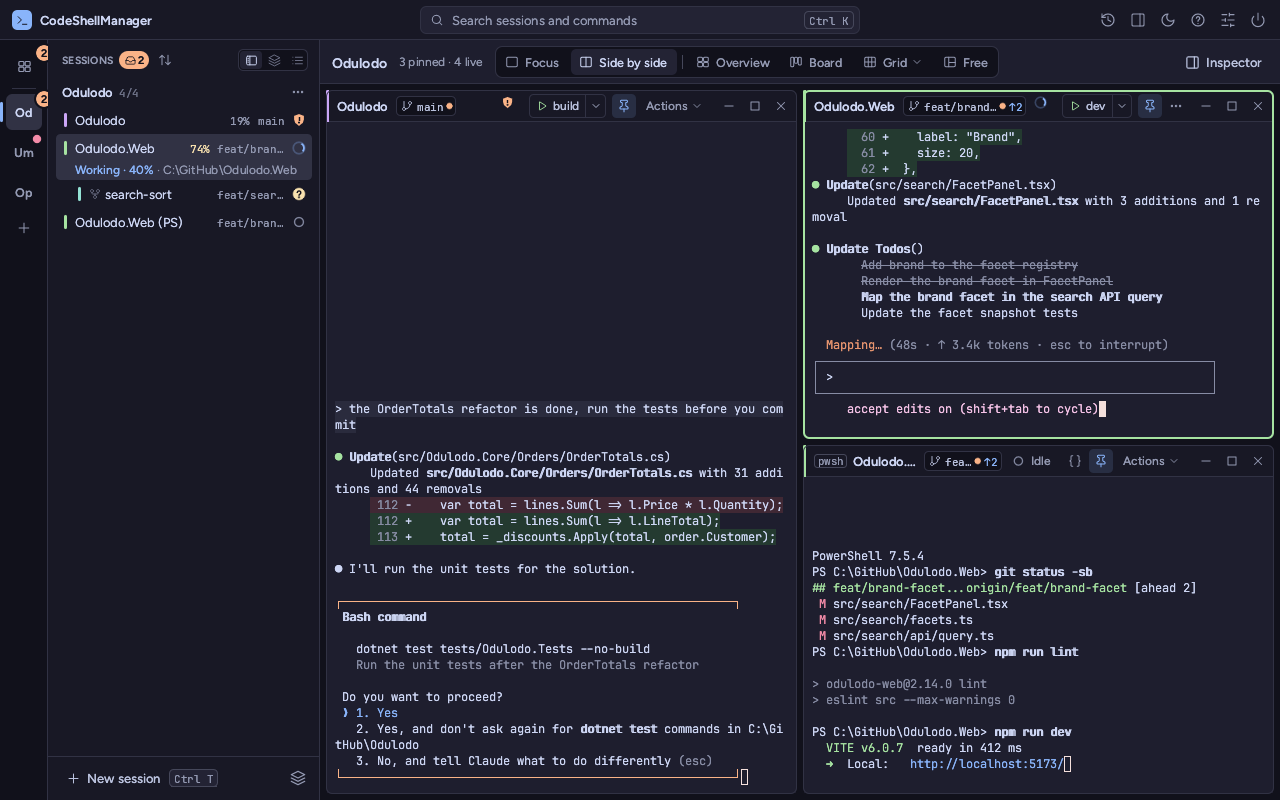 CodeShellManager
Search sessions and commands
Ctrl K
2
Od
2
Um
Op
SESSIONS
2
Odulodo 4/4
Odulodo 19% main
Odulodo.Web 74% feat/bran…
Working · 40% · C:\GitHub\Odulodo.Web
search-sort feat/sear… ?
Odulodo.Web (PS) feat/bran…
New session Ctrl T
Odulodo 3 pinned · 4 live
Focus
Side by side
Overview
Board
Grid
Free
Inspector
Odulodo main build Actions
> the OrderTotals refactor is done, run the tests before you com
mit
Update(src/Odulodo.Core/Orders/OrderTotals.cs)
Updated src/Odulodo.Core/Orders/OrderTotals.cs with 31 addi
tions and 44 removals
112 - var total = lines.Sum(l => l.Price * l.Quantity);
112 + var total = lines.Sum(l => l.LineTotal);
113 + total = _discounts.Apply(total, order.Customer);
I'll run the unit tests for the solution.
Bash command
dotnet test tests/Odulodo.Tests --no-build
Run the unit tests after the OrderTotals refactor
Do you want to proceed?
❯ 1. Yes
2. Yes, and don't ask again for dotnet test commands in C:\Gi
tHub\Odulodo
3. No, and tell Claude what to do differently (esc)
Odulodo.Web feat/brand… ↑2 dev
60 + label: "Brand",
61 + size: 20,
62 + },
Update(src/search/FacetPanel.tsx)
Updated src/search/FacetPanel.tsx with 3 additions and 1 re
moval
Update Todos()
Add brand to the facet registry
Render the brand facet in FacetPanel
Map the brand facet in the search API query
Update the facet snapshot tests
Mapping… (48s · ↑ 3.4k tokens · esc to interrupt)
>
accept edits on (shift+tab to cycle)
pwsh Odulodo.… fea… ↑2 Idle {} Actions
PowerShell 7.5.4
PS C:\GitHub\Odulodo.Web> git status -sb
## feat/brand-facet...origin/feat/brand-facet [ahead 2]
M src/search/FacetPanel.tsx
M src/search/facets.ts
M src/search/api/query.ts
PS C:\GitHub\Odulodo.Web> npm run lint
> odulodo-web@2.14.0 lint
> eslint src --max-warnings 0
PS C:\GitHub\Odulodo.Web> npm run dev
VITE v6.0.7 ready in 412 ms
➜ Local: http://localhost:5173/